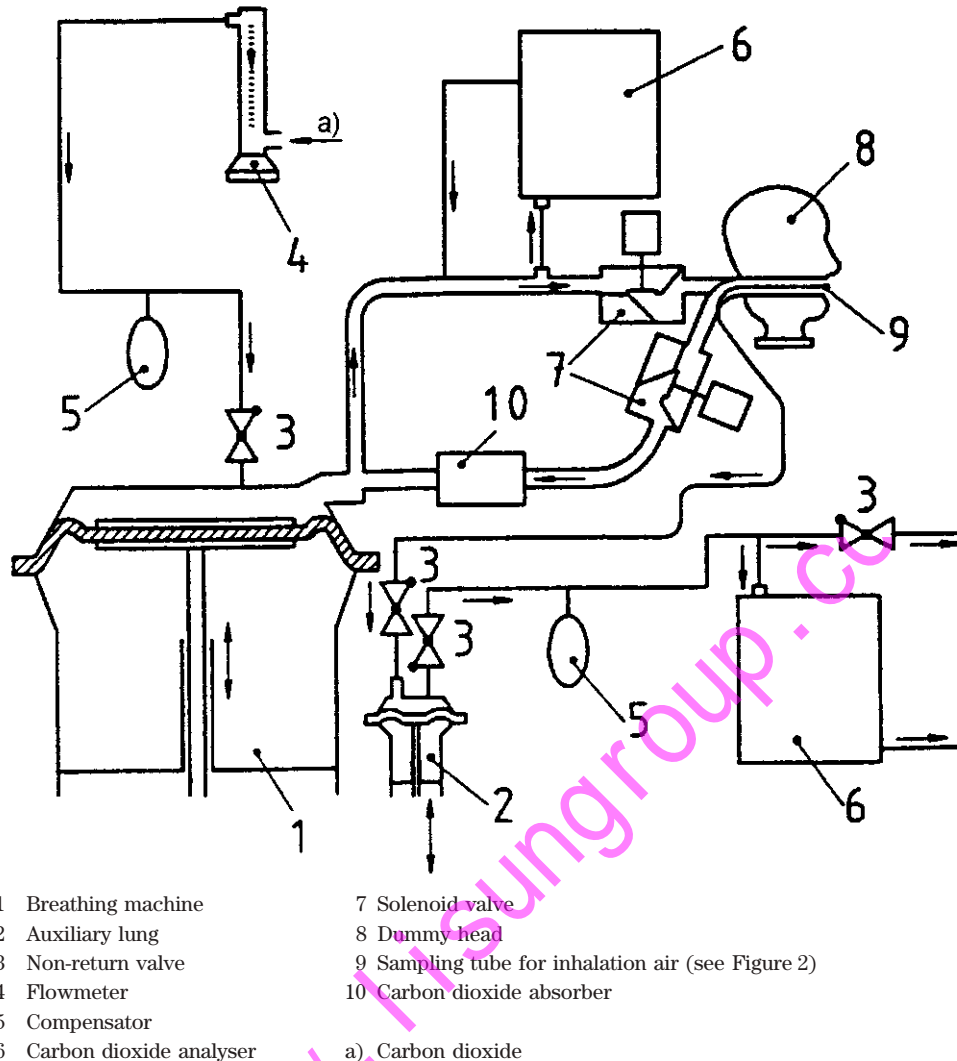 6
a)
8
4
9
7
5
10
3
3
3
3
5
2
6
1
1 Breathing machine
2 Auxiliary lung
3 Non-return valve
4 Flowmeter
5 Compensator
6 Carbon dioxide analyser
7 Solenoid valve
8 Dummy head
9 Sampling tube for inhalation air (see Figure 2)
10 Carbon dioxide absorber
a) Carbon dioxide
lisungroup.co